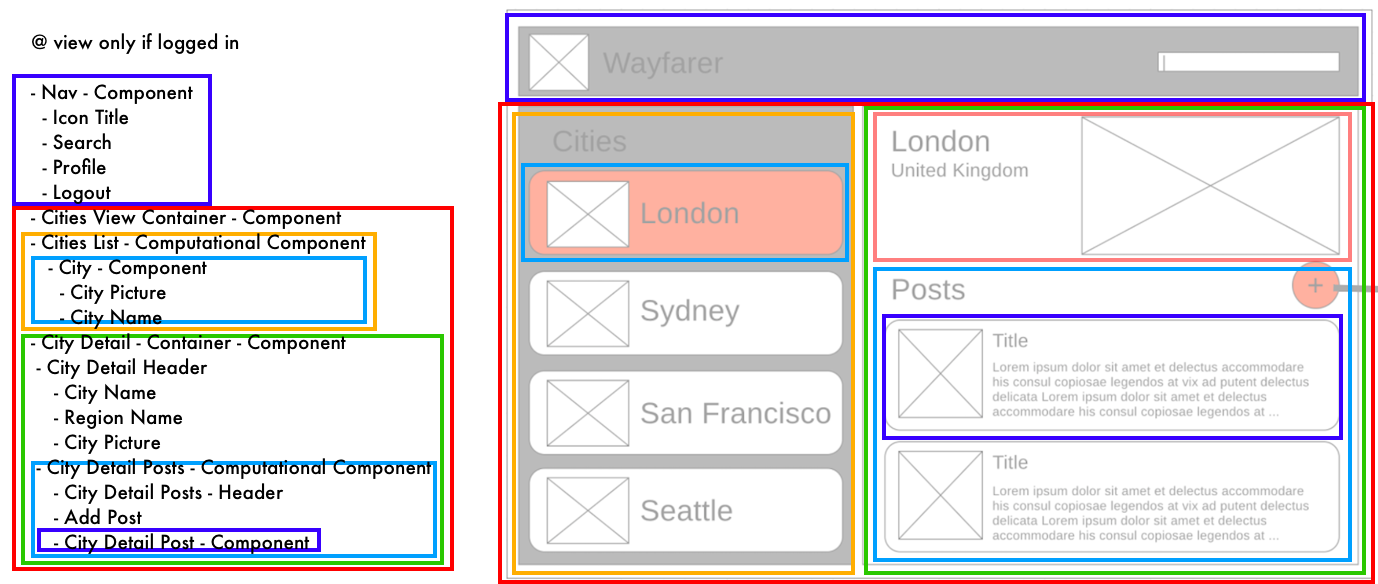 @ view only if logged in
- Nav - Component
- Icon Title
- Search
- Profile
- Logout
- Cities View Container - Component
- Cities List - Computational Component
- City - Component
- City Picture
- City Name
- City Detail - Container - Component
- City Detail Header
- City Name
- Region Name
- City Picture
- City Detail Posts - Computational Component
- City Detail Posts - Header
- Add Post
- City Detail Post - Component
Wayfarer
Cities
London
Sydney
San Francisco
Seattle
London
United Kingdom
Posts
+
Title
Lorem ipsum dolor sit amet et delectus accommodare
his consul copiosae legendos at vix ad putent delectus
delicata Lorem ipsum dolor sit amet et delectus
accommodare his consul copiosae legendos at ...
Title
Lorem ipsum dolor sit amet et delectus accommodare
his consul copiosae legendos at vix ad putent delectus
delicata Lorem ipsum dolor sit amet et delectus
accommodare his consul copiosae legendos at ...